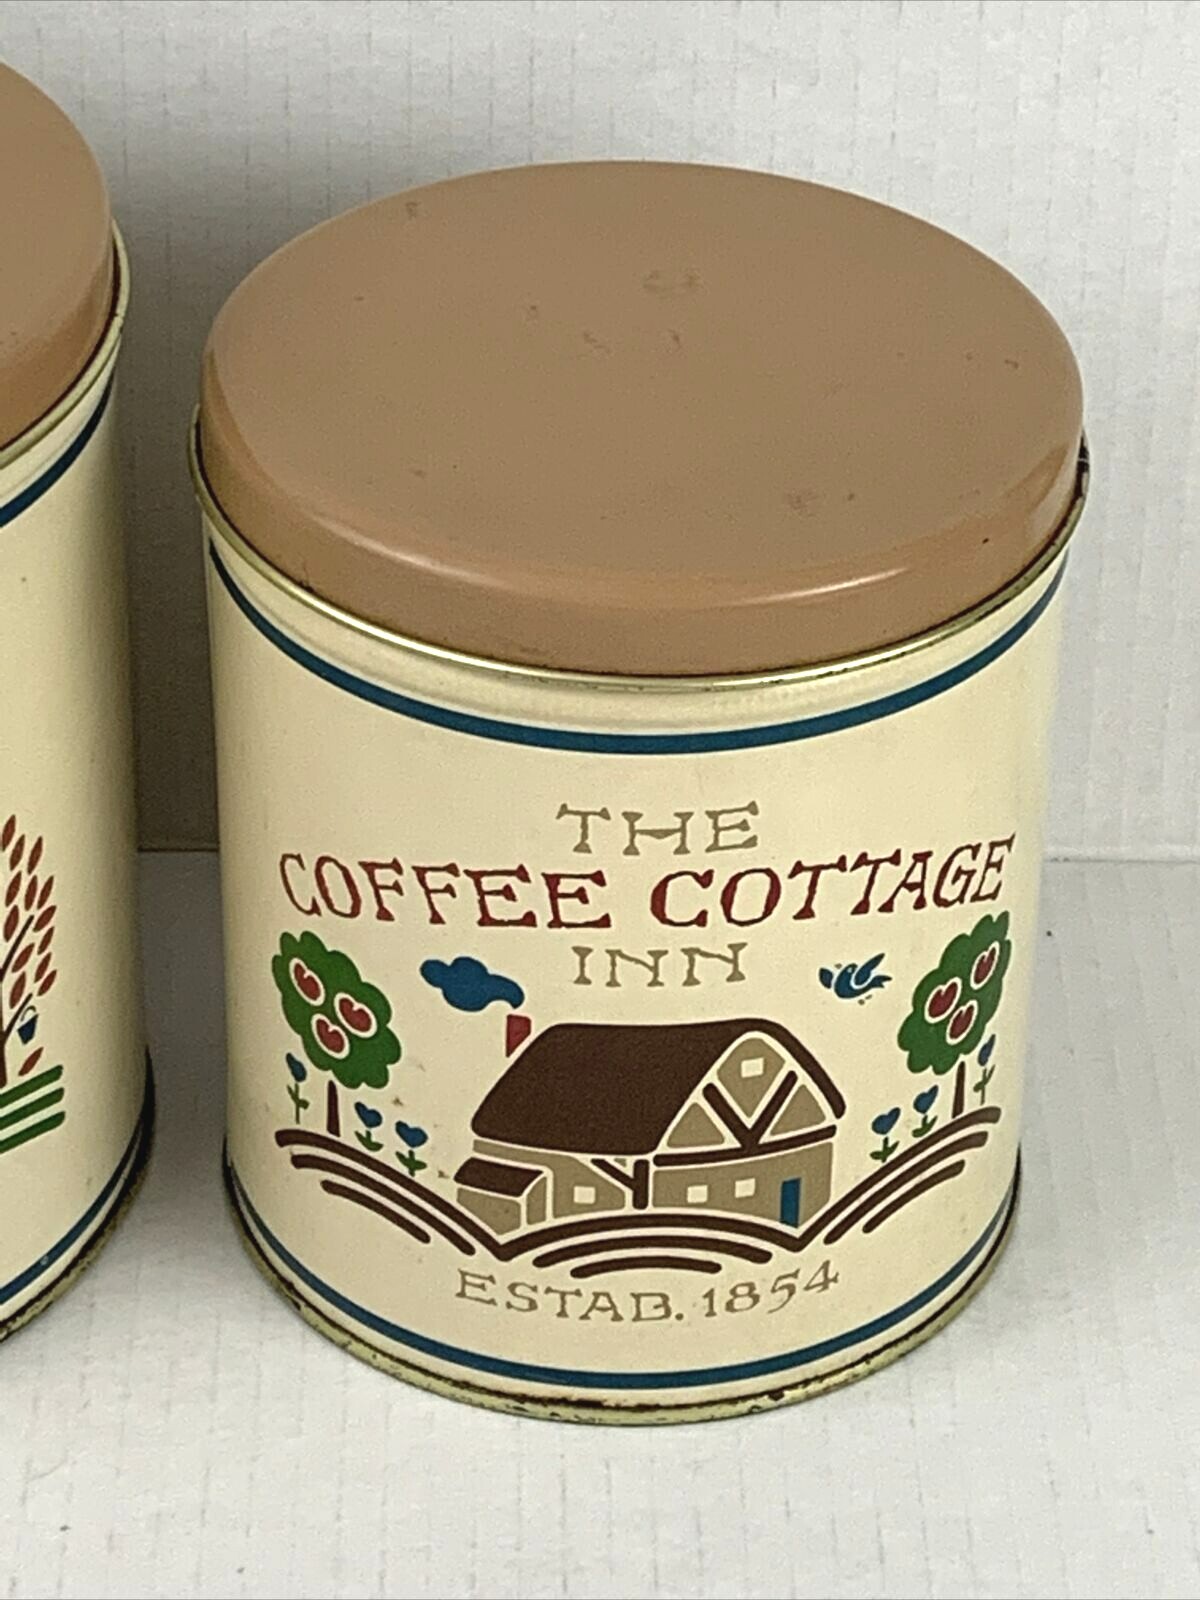 THE
COFFEE COTTAGE
INN
ESTAB. 1854